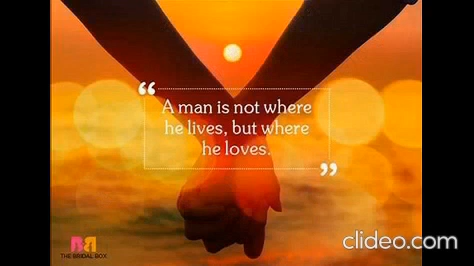 “
A man is not where
he lives, but where
he loves.
”
THE BRIDAL BOX
clideo.com